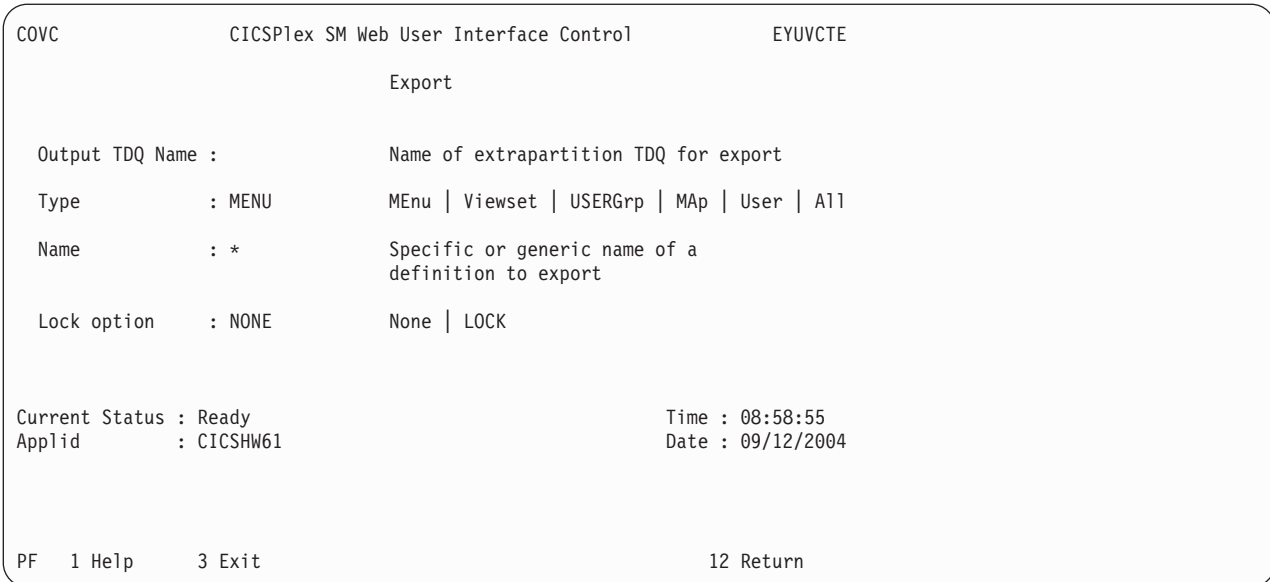 COVC CICSPlex SM Web User Interface Control EYUVCTE
Export
Output TDQ Name : Name of extrapartition TDQ for export
Type : MENU MEnu | Viewset | USERGrp | MAp | User | All
Name : * Specific or generic name of a
definition to export
Lock option : NONE None | LOCK
Current Status : Ready Time : 08:58:55
Applid : CICSHW61 Date : 09/12/2004
PF 1 Help 3 Exit 12 Return